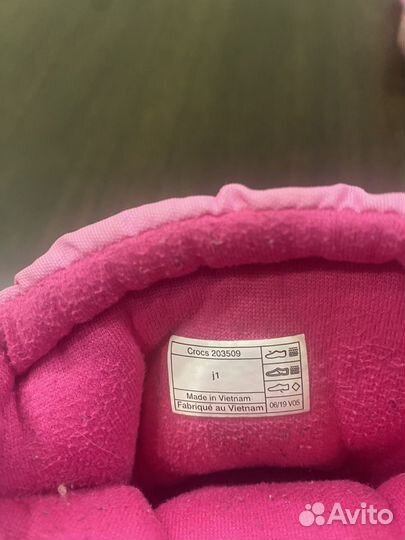 Crocs 203509
j1
Made in Vietnam
Fabriqué au Vietnam
06/19 V05
Avito